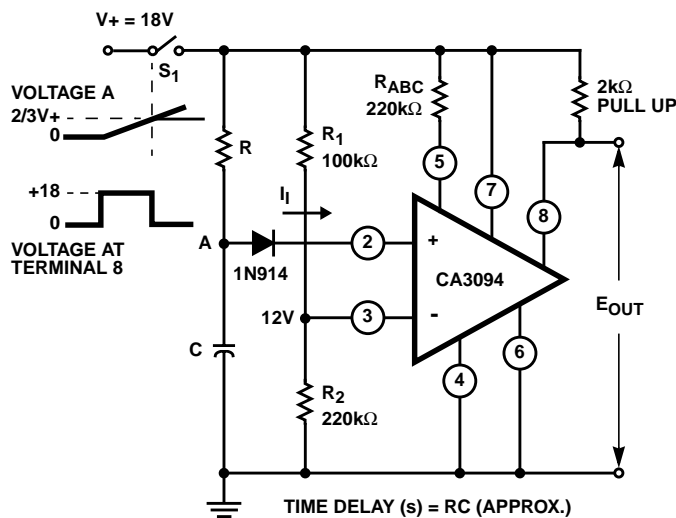 V+ = 18V
S1
VOLTAGE A
2/3V+
0
+18
0
VOLTAGE AT
TERMINAL 8
R
R1
100kΩ
RABC
220kΩ
2kΩ
PULL UP
5
7
8
II
A
1N914
2
+
CA3094
EOUT
12V
3
-
C
4
6
R2
220kΩ
TIME DELAY (s) = RC (APPROX.)